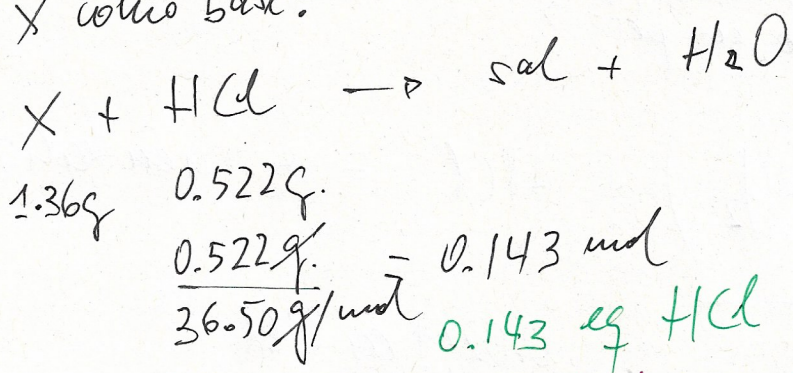 X como base.
X + HCl → sal + H2O
1.36g 0.522g.
0.522g. = 0.143 mol
36.50g/mol 0.143 eq HCl